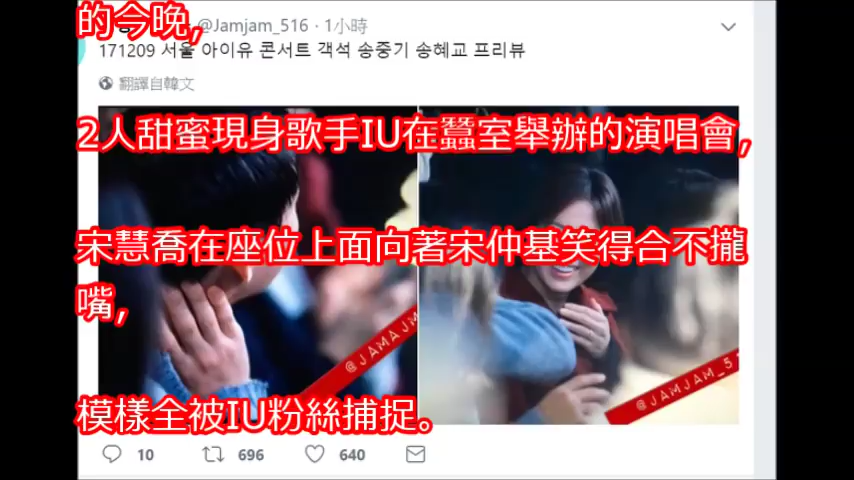 的今晚,
@Jamjam_516 · 1小時
171209 서울 아이유 콘서트 객석 송중기 송혜교 프리뷰
翻譯自韓文
2人甜蜜現身歌手IU在蠶室舉辦的演唱會,
宋慧喬在座位上面向著宋仲基笑得合不攏
嘴,
@JAMJAM
@JAMJAM_51
模樣全被IU粉絲捕捉。
10 696 640